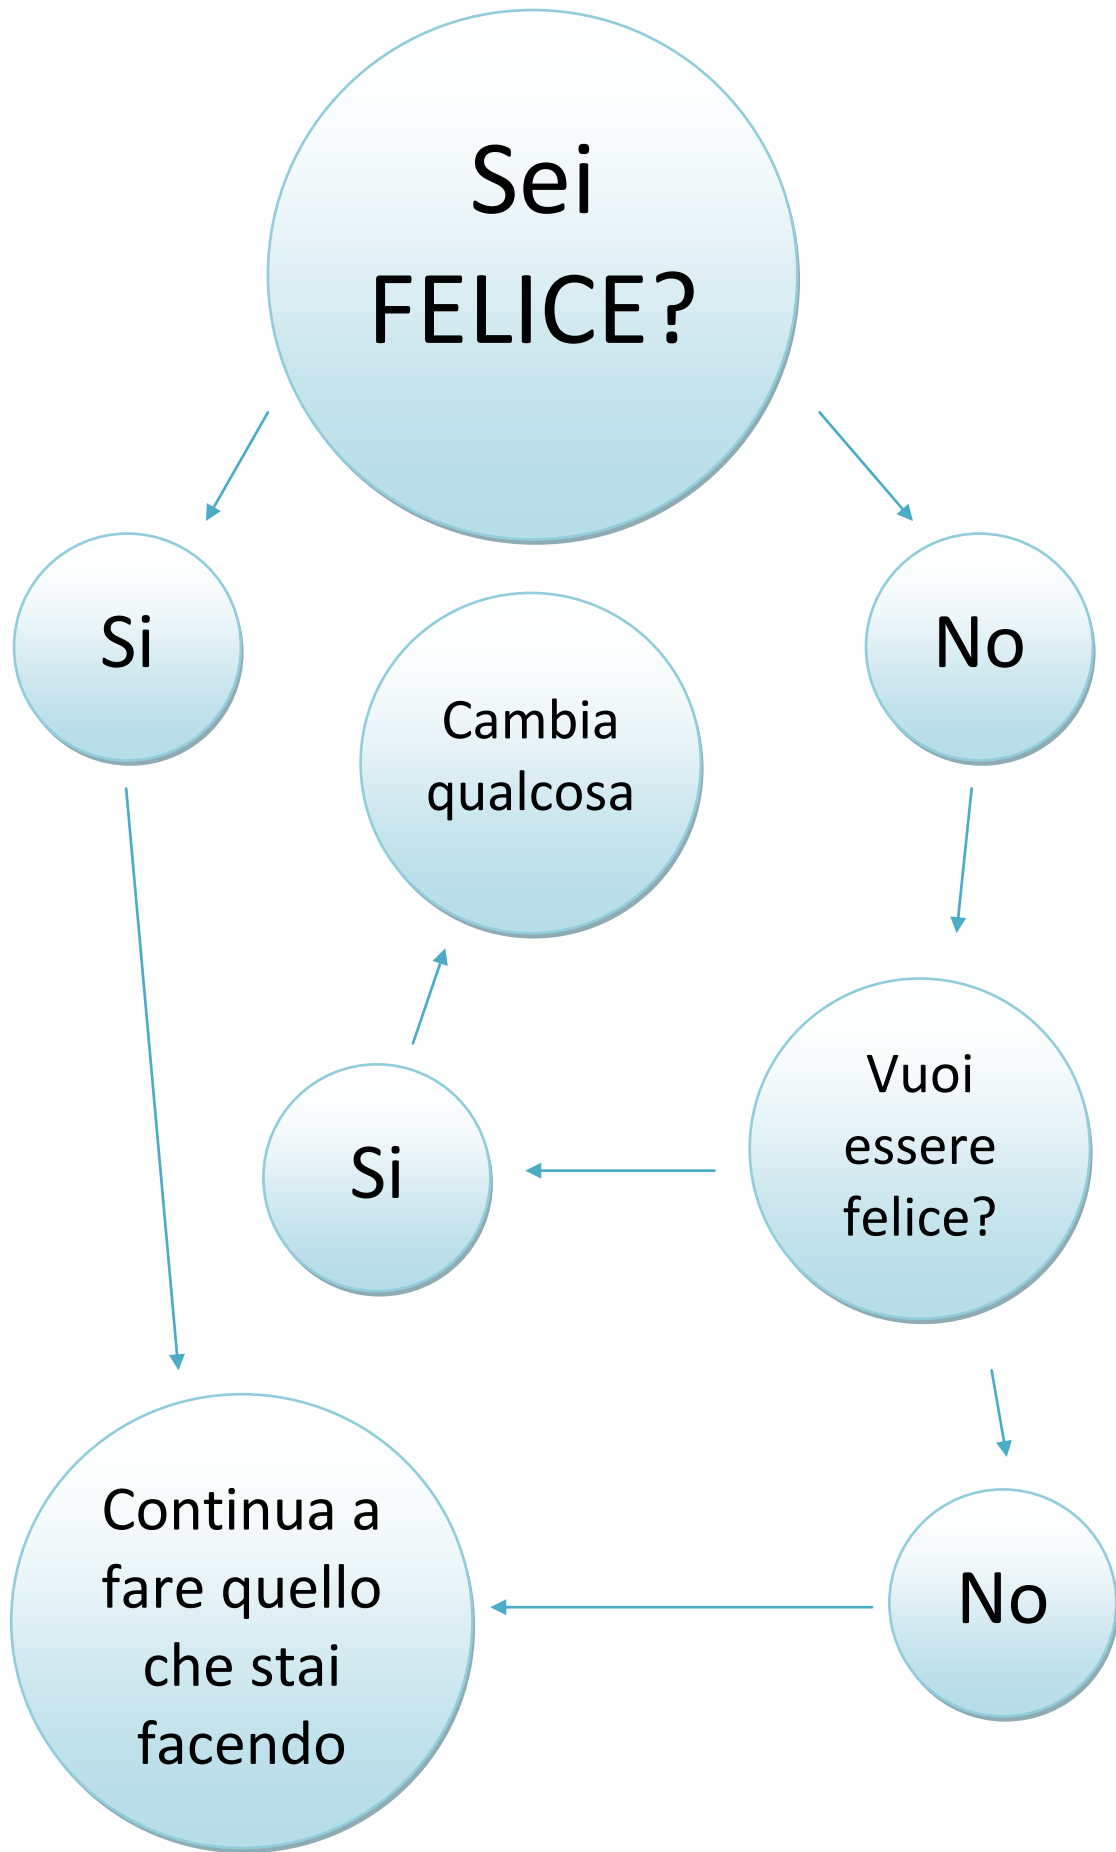 Sei
FELICE?
Si
No
Cambia
qualcosa
Vuoi
essere
felice?
Si
Continua a
fare quello
che stai
facendo
No